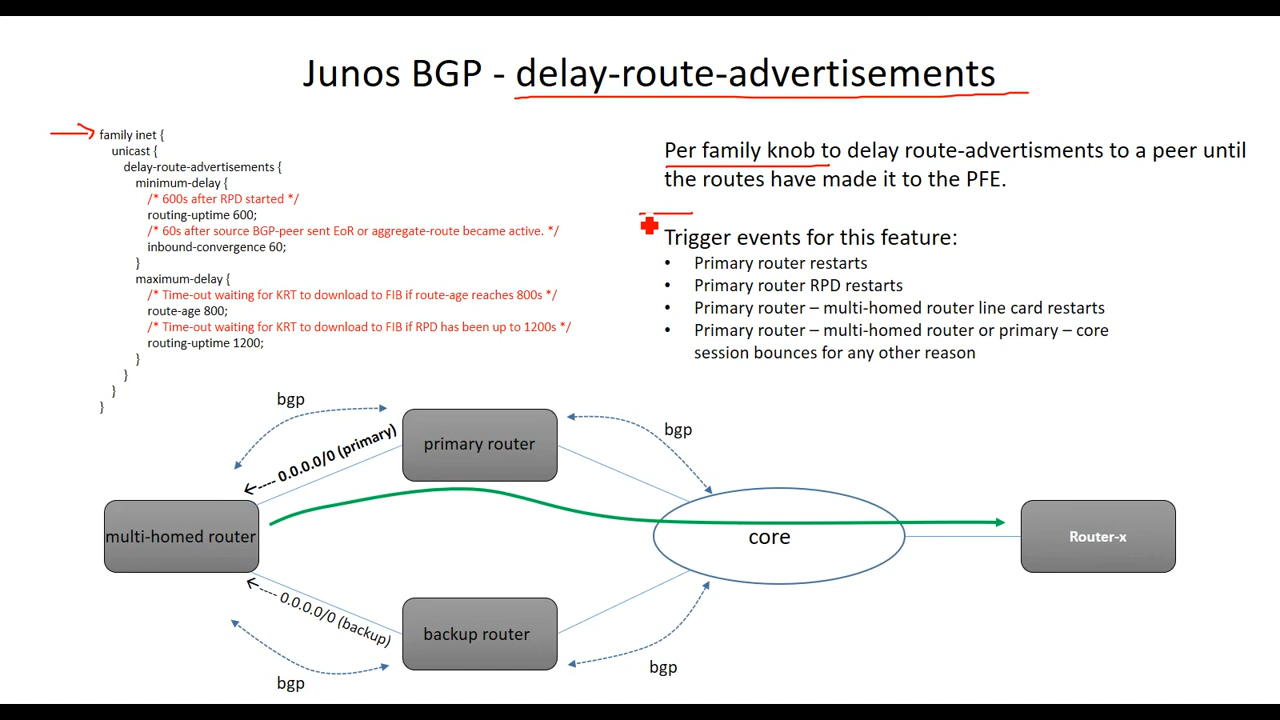 Junos BGP - delay-route-advertisements
family inet {
unicast {
delay-route-advertisements {
minimum-delay {
/* 600s after RPD started */
routing-uptime 600;
/* 60s after source BGP-peer sent EoR or aggregate-route became active. */
inbound-convergence 60;
}
maximum-delay {
/* Time-out waiting for KRT to download to FIB if route-age reaches 800s */
route-age 800;
/* Time-out waiting for KRT to download to FIB if RPD has been up to 1200s */
routing-uptime 1200;
}
}
}
}
Per family knob to delay route-advertisments to a peer until
the routes have made it to the PFE.
Trigger events for this feature:
• Primary router restarts
• Primary router RPD restarts
• Primary router – multi-homed router line card restarts
• Primary router – multi-homed router or primary – core
session bounces for any other reason
bgp
primary router
bgp
0.0.0.0/0 (primary)
multi-homed router
core
Router-x
0.0.0.0/0 (backup)
backup router
bgp
bgp